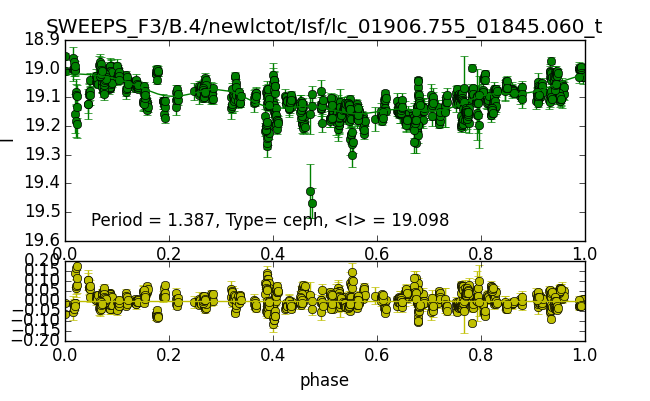 SWEEPS_F3/B.4/newlctot/Isf/lc_01906.755_01845.060_t
18.9
19.0
19.1
19.2
19.3
19.4
19.5
19.6
I
Period = 1.387, Type= ceph, <I> = 19.098
0.0 0.2 0.4 0.6 0.8 1.0
0.20
0.15
0.10
0.05
0.00
−0.05
−0.10
−0.15
−0.20
0.0 0.2 0.4 0.6 0.8 1.0
phase